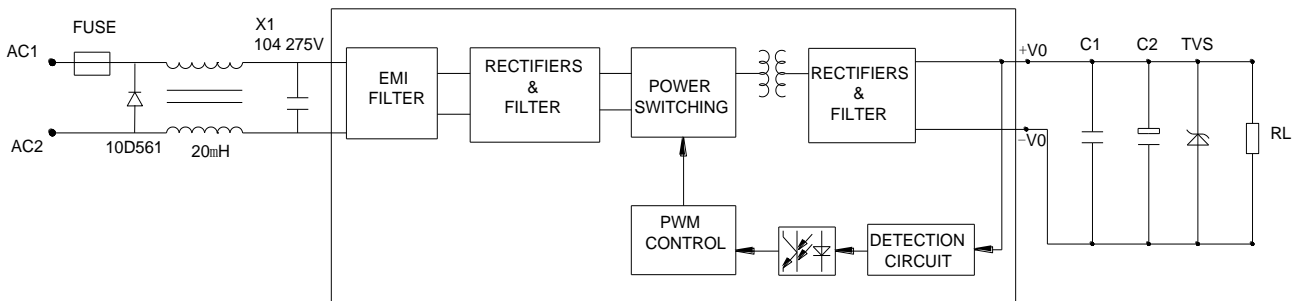 FUSE
X1
104 275V
AC1
AC2
10D561
20mH
EMI
FILTER
RECTIFIERS
&
FILTER
POWER
SWITCHING
RECTIFIERS
&
FILTER
+V0
−V0
C1
C2
TVS
RL
PWM
CONTROL
DETECTION
CIRCUIT